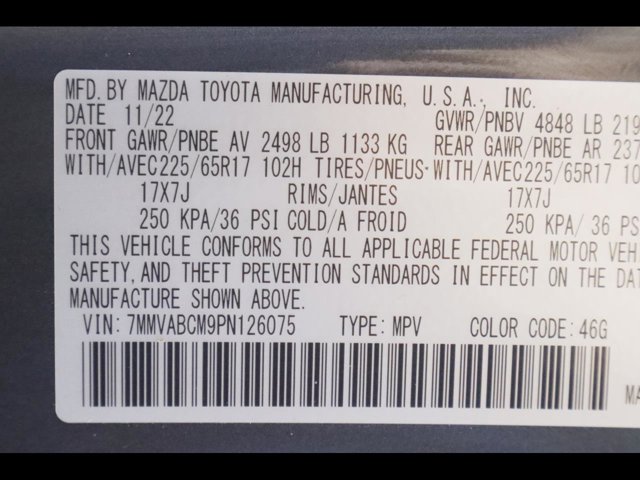 MFD. BY MAZDA TOYOTA MANUFACTURING, U.S.A., INC.
DATE 11/22 GVWR/PNBV 4848 LB 219
FRONT GAWR/PNBE AV 2498 LB 1133 KG REAR GAWR/PNBE AR 237
WITH/AVEC225/65R17 102H TIRES/PNEUS WITH/AVEC225/65R17 10
17X7J RIMS/JANTES 17X7J
250 KPA/36 PSI COLD/A FROID 250 KPA/ 36 PS
THIS VEHICLE CONFORMS TO ALL APPLICABLE FEDERAL MOTOR VEH
SAFETY, AND THEFT PREVENTION STANDARDS IN EFFECT ON THE DAT
MANUFACTURE SHOWN ABOVE.
VIN: 7MMVABCM9PN126075 TYPE: MPV COLOR CODE: 46G
MA